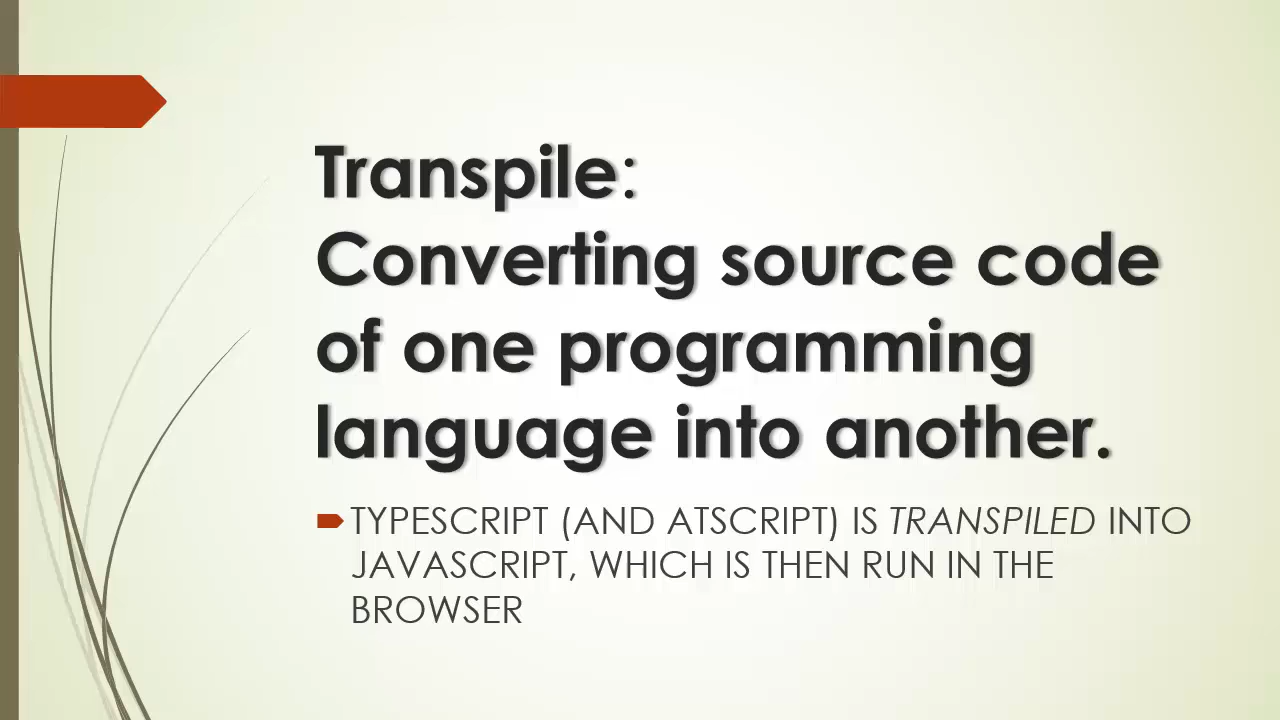 Transpile:
Converting source code
of one programming
language into another.
TYPESCRIPT (AND ATSCRIPT) IS TRANSPILED INTO
JAVASCRIPT, WHICH IS THEN RUN IN THE
BROWSER